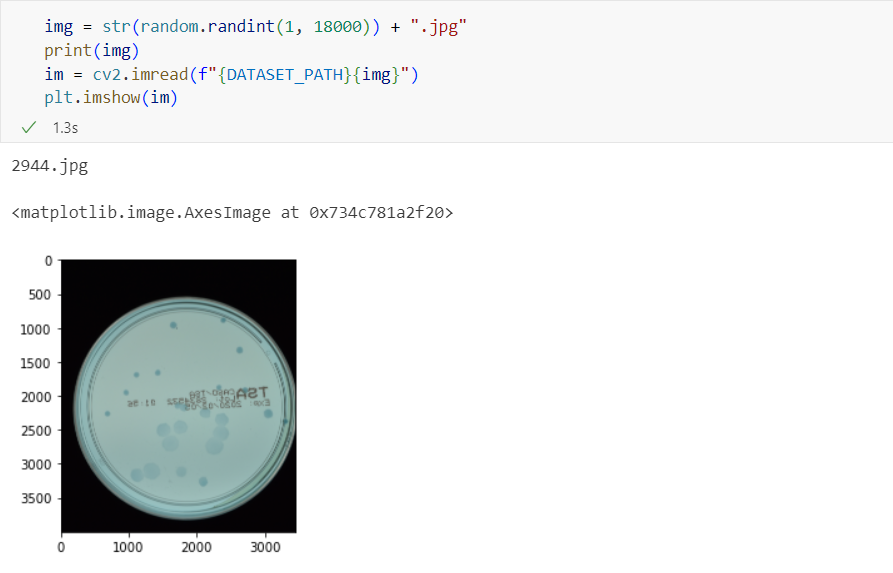 img = str(random.randint(1, 18000)) + ".jpg"
print(img)
im = cv2.imread(f"{DATASET_PATH}{img}")
plt.imshow(im)
✓ 1.3s
2944.jpg
<matplotlib.image.AxesImage at 0x734c781a2f20>
0
500
1000
1500
2000
2500
3000
3500
0 1000 2000 3000
TSA